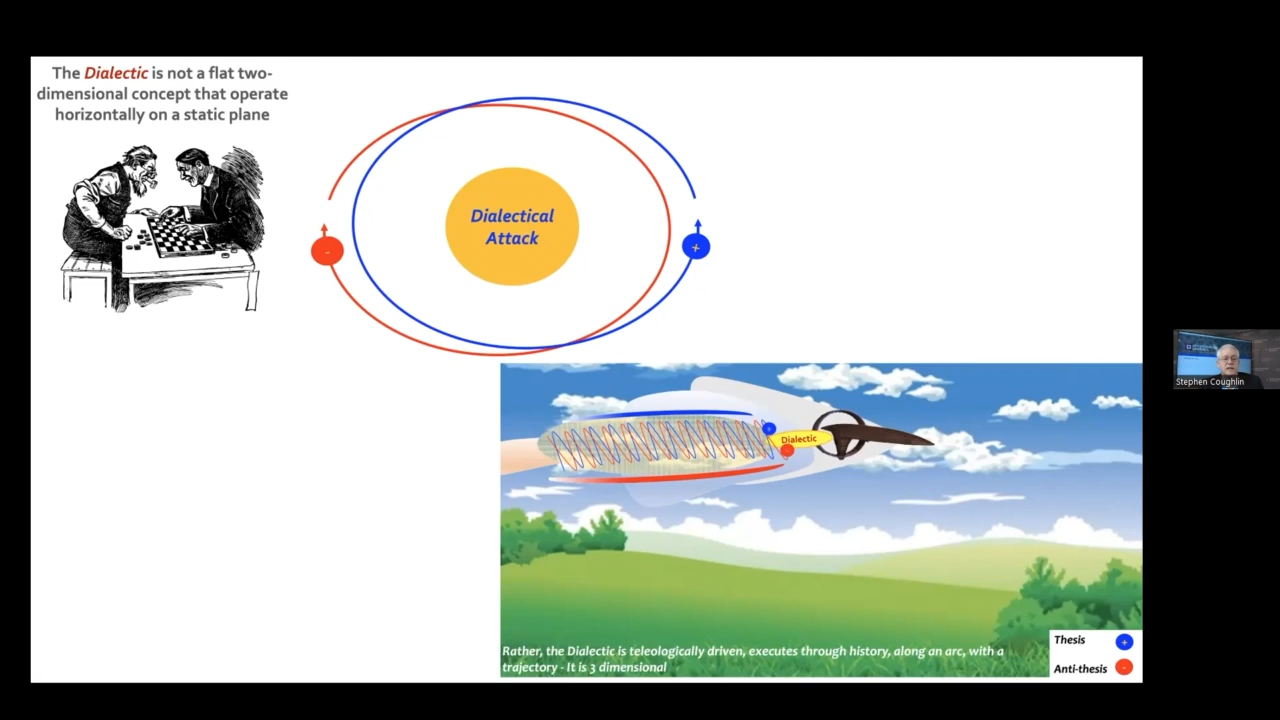 The Dialectic is not a flat two-
dimensional concept that operate
horizontally on a static plane
Dialectical
Attack
-
+
Dialectic
Rather, the Dialectic is teleologically driven, executes through history, along an arc, with a
trajectory - It is 3 dimensional
Thesis +
Anti-thesis -
Stephen Coughlin